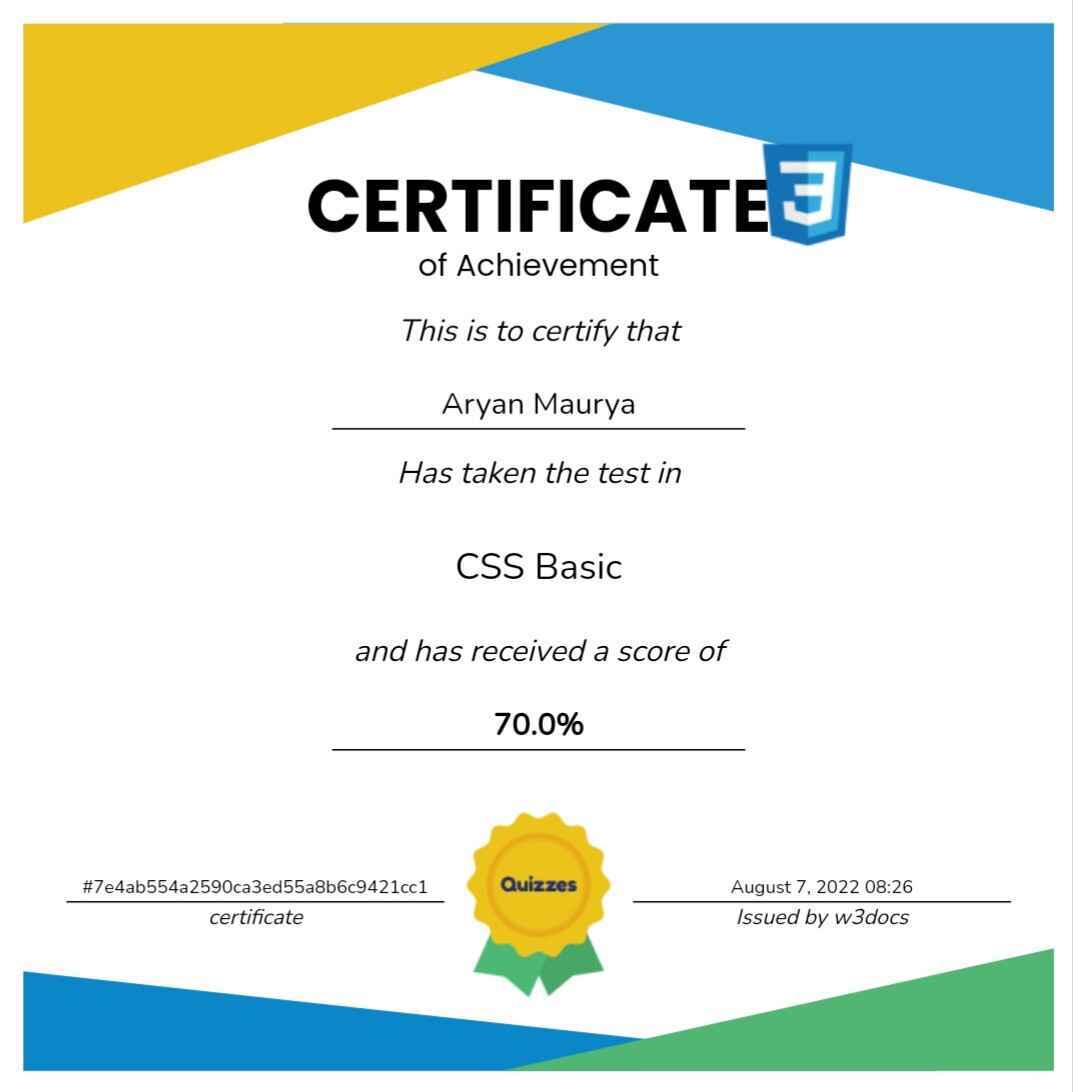 CERTIFICATE
of Achievement
This is to certify that
Aryan Maurya
Has taken the test in
CSS Basic
and has received a score of
70.0%
Quizzes
#7e4ab554a2590ca3ed55a8b6c9421cc1
certificate
August 7, 2022 08:26
Issued by w3docs